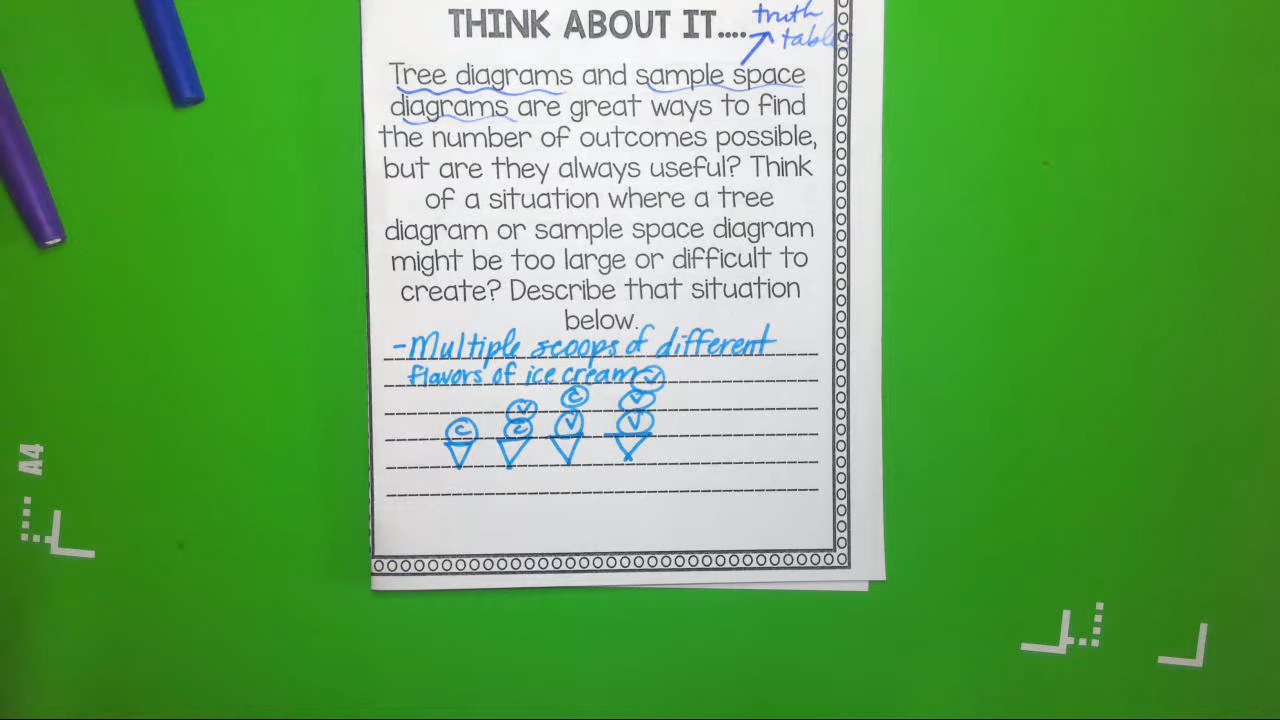 THINK ABOUT IT....
truth
tables
Tree diagrams and sample space
diagrams are great ways to find
the number of outcomes possible,
but are they always useful? Think
of a situation where a tree
diagram or sample space diagram
might be too large or difficult to
create? Describe that situation
below.
-Multiple scoops of different
flavors of ice cream
C
V
C
C
V
V
V
V
A4